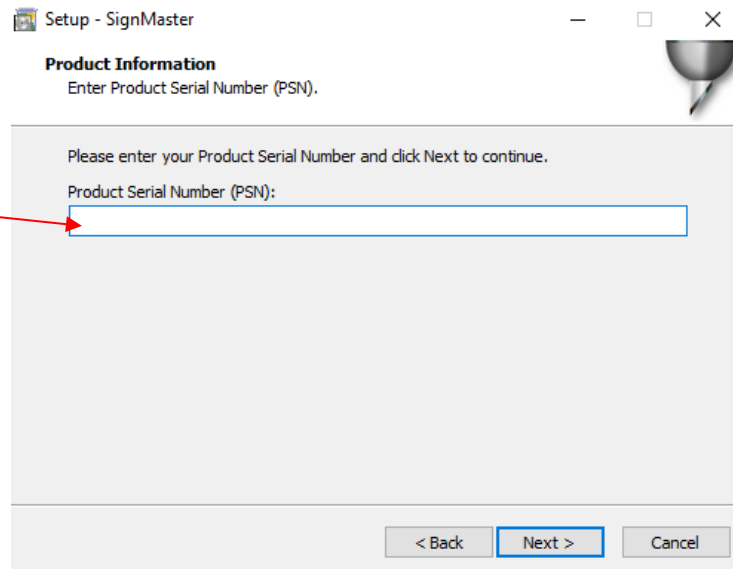 Setup - SignMaster
Product Information
Enter Product Serial Number (PSN).
Please enter your Product Serial Number and click Next to continue.
Product Serial Number (PSN):
< Back
Next >
Cancel